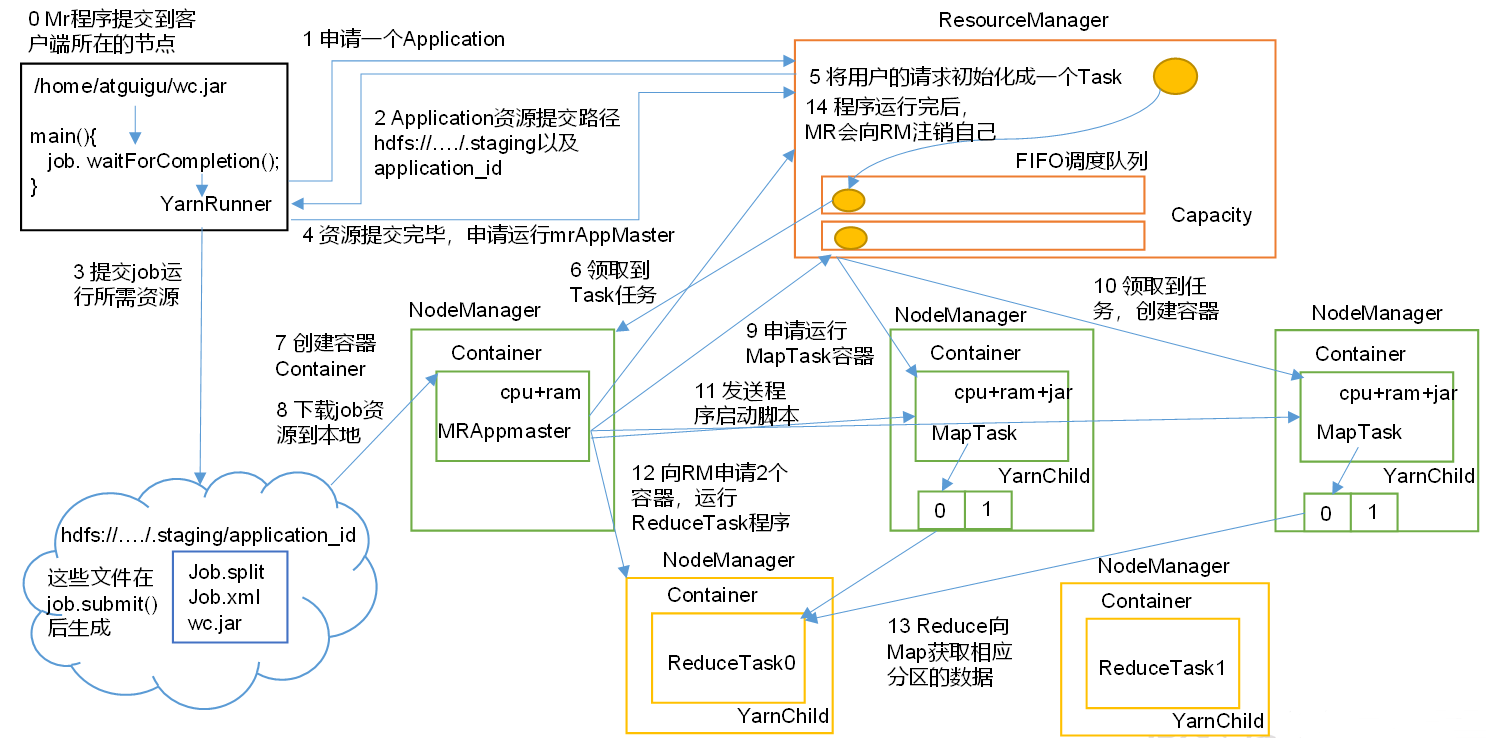 0 Mr程序提交到客
户端所在的节点
/home/atguigu/wc.jar
main(){
job. waitForCompletion();
}
YarnRunner
1 申请一个Application
2 Application资源提交路径
hdfs://…./.staging以及
application_id
4 资源提交完毕，申请运行mrAppMaster
3 提交job运
行所需资源
ResourceManager
5 将用户的请求初始化成一个Task
14 程序运行完后，
MR会向RM注销自己
FIFO调度队列
Capacity
6 领取到
Task任务
7 创建容器
Container
8 下载job资
源到本地
NodeManager
Container
cpu+ram
MRAppmaster
9 申请运行
MapTask容器
10 领取到任
务，创建容器
11 发送程
序启动脚本
NodeManager
Container
cpu+ram+jar
MapTask
YarnChild
0
1
NodeManager
Container
cpu+ram+jar
MapTask
YarnChild
0
1
12 向RM申请2个
容器，运行
ReduceTask程序
hdfs://…./.staging/application_id
这些文件在
job.submit()
后生成
Job.split
Job.xml
wc.jar
NodeManager
Container
ReduceTask0
YarnChild
13 Reduce向
Map获取相应
分区的数据
NodeManager
Container
ReduceTask1
YarnChild